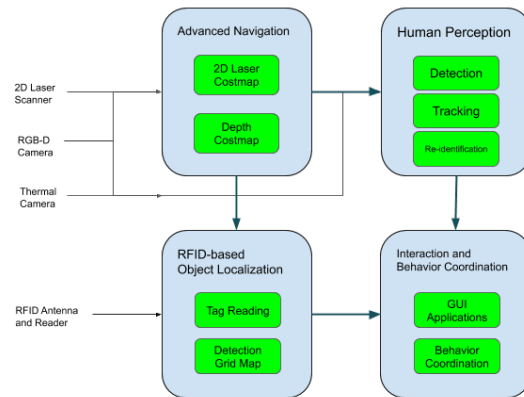 Advanced Navigation
2D Laser
Costmap
Depth
Costmap
Human Perception
Detection
Tracking
Re-identification
2D Laser
Scanner
RGB-D
Camera
Thermal
Camera
RFID-based
Object Localization
Tag Reading
Detection
Grid Map
Interaction and
Behavior Coordination
GUI
Applications
Behavior
Coordination
RFID Antenna
and Reader